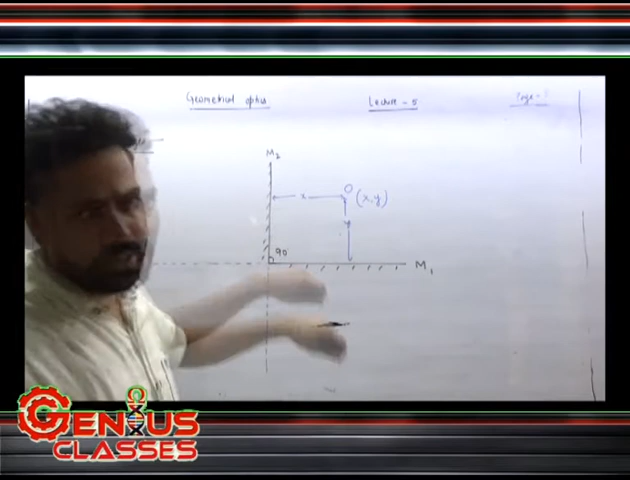 Geometrical optics Lecture - 5
M₂
x
O (x, y)
y
90
M₁
GENIUS
CLASSES